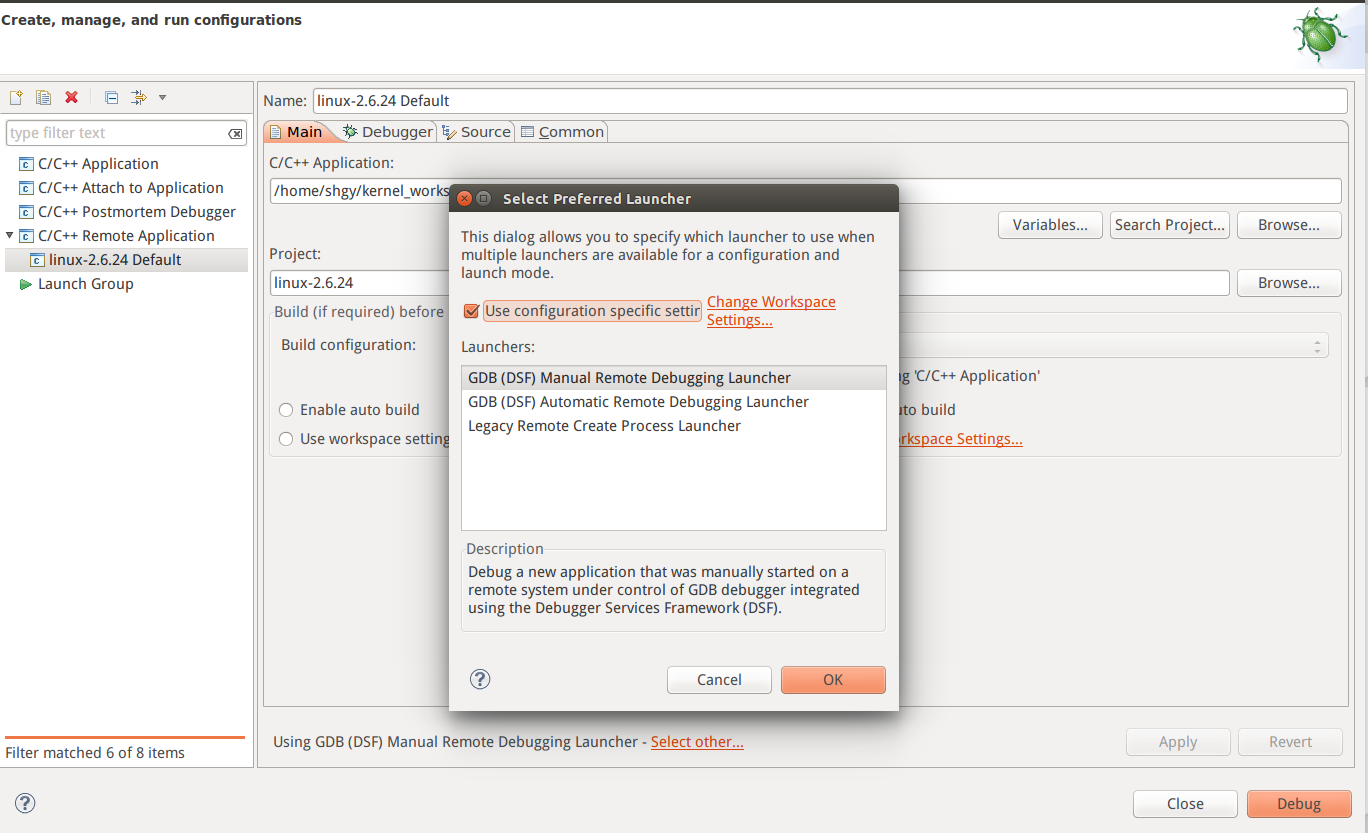 Create, manage, and run configurations
type filter text
C/C++ Application
C/C++ Attach to Application
C/C++ Postmortem Debugger
C/C++ Remote Application
linux-2.6.24 Default
Launch Group
Filter matched 6 of 8 items
Name: linux-2.6.24 Default
Main Debugger Source Common
C/C++ Application:
/home/shgy/kernel_works
Variables... Search Project... Browse...
Project:
linux-2.6.24
Browse...
Build (if required) before
Build configuration:
'C/C++ Application'
Enable auto build
build
Use workspace setting
Settings...
Select Preferred Launcher
This dialog allows you to specify which launcher to use when
multiple launchers are available for a configuration and
launch mode.
Use configuration specific settin
Change Workspace
Settings...
Launchers:
GDB (DSF) Manual Remote Debugging Launcher
GDB (DSF) Automatic Remote Debugging Launcher
Legacy Remote Create Process Launcher
Description
Debug a new application that was manually started on a
remote system under control of GDB debugger integrated
using the Debugger Services Framework (DSF).
? Cancel OK
Using GDB (DSF) Manual Remote Debugging Launcher - Select other...
Apply Revert
? Close Debug